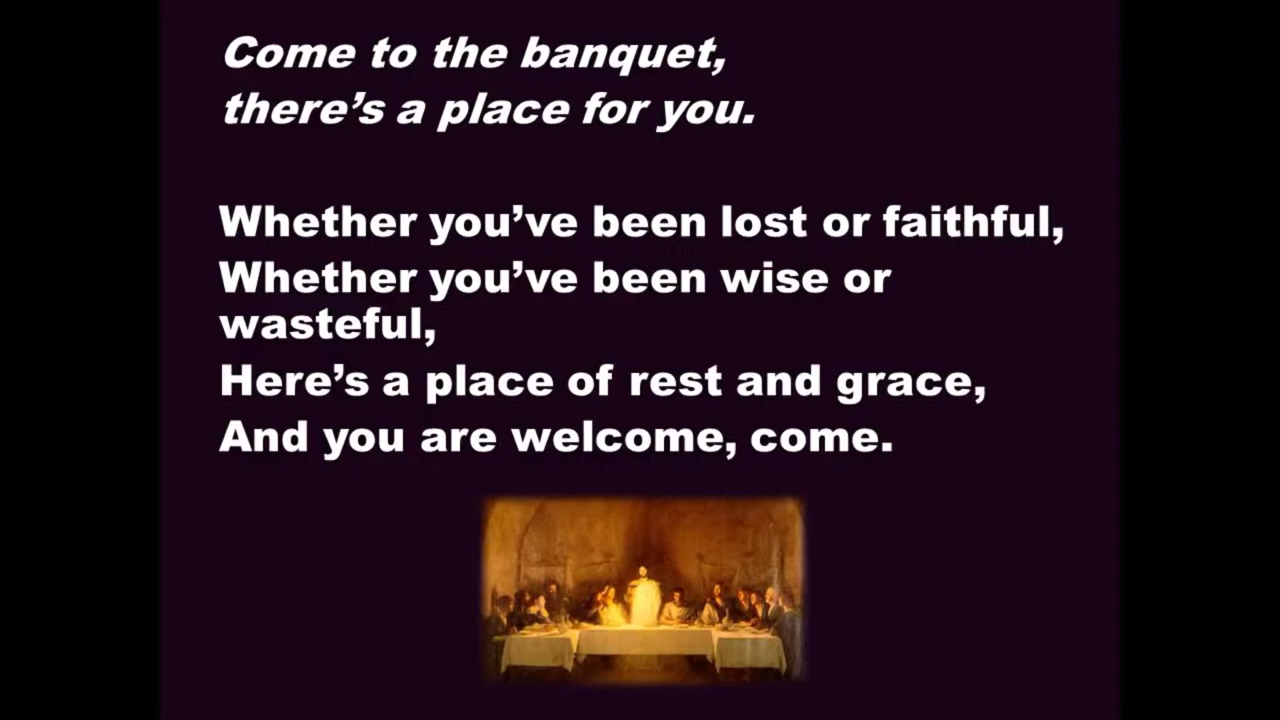 Come to the banquet,
there’s a place for you.
Whether you’ve been lost or faithful,
Whether you’ve been wise or
wasteful,
Here’s a place of rest and grace,
And you are welcome, come.